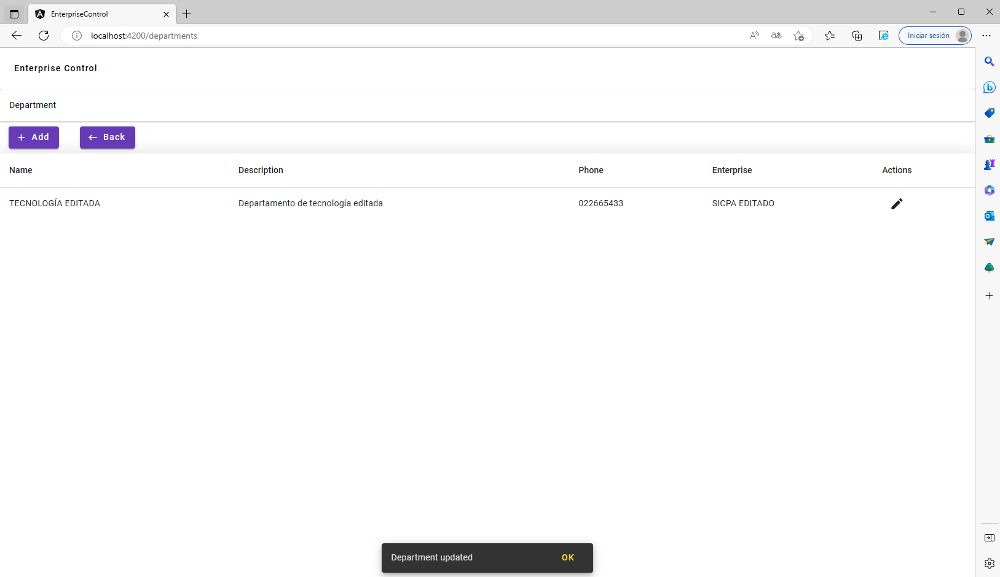 EnterpriseControl
localhost:4200/departments
Iniciar sesión
Enterprise Control
Department
Add Back
Name Description Phone Enterprise Actions
TECNOLOGÍA EDITADA Departamento de tecnología editada 022665433 SICPA EDITADO
Department updated OK